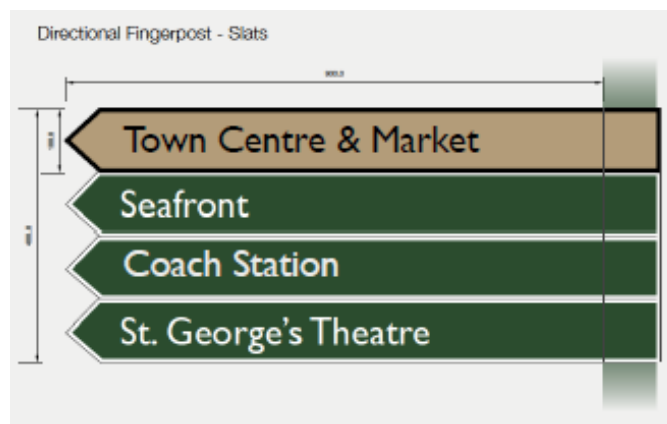 Directional Fingerpost - Slats
Town Centre & Market
Seafront
Coach Station
St. George's Theatre